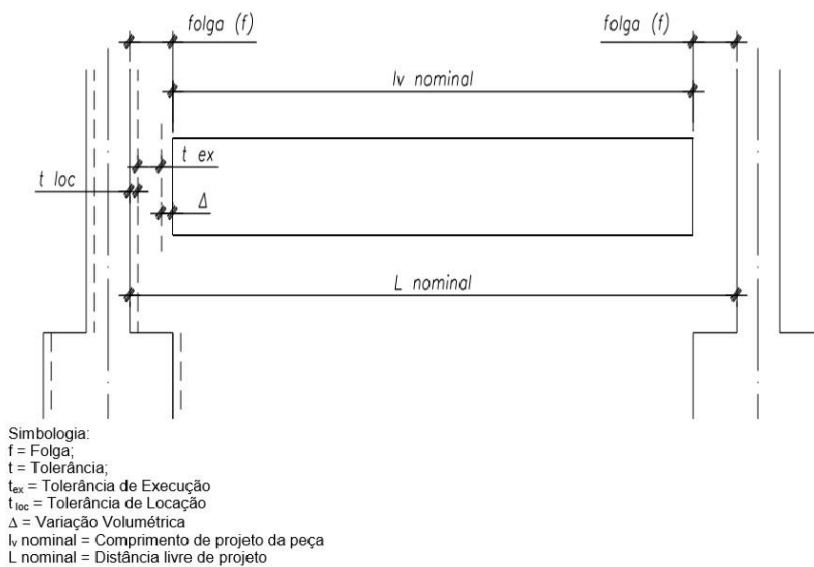 folga (f)
folga (f)
lv nominal
t ex
t loc
Δ
L nominal
Simbologia:
f = Folga;
t = Tolerância;
tex = Tolerância de Execução
t loc = Tolerância de Locação
Δ = Variação Volumétrica
lv nominal = Comprimento de projeto da peça
L nominal = Distância livre de projeto